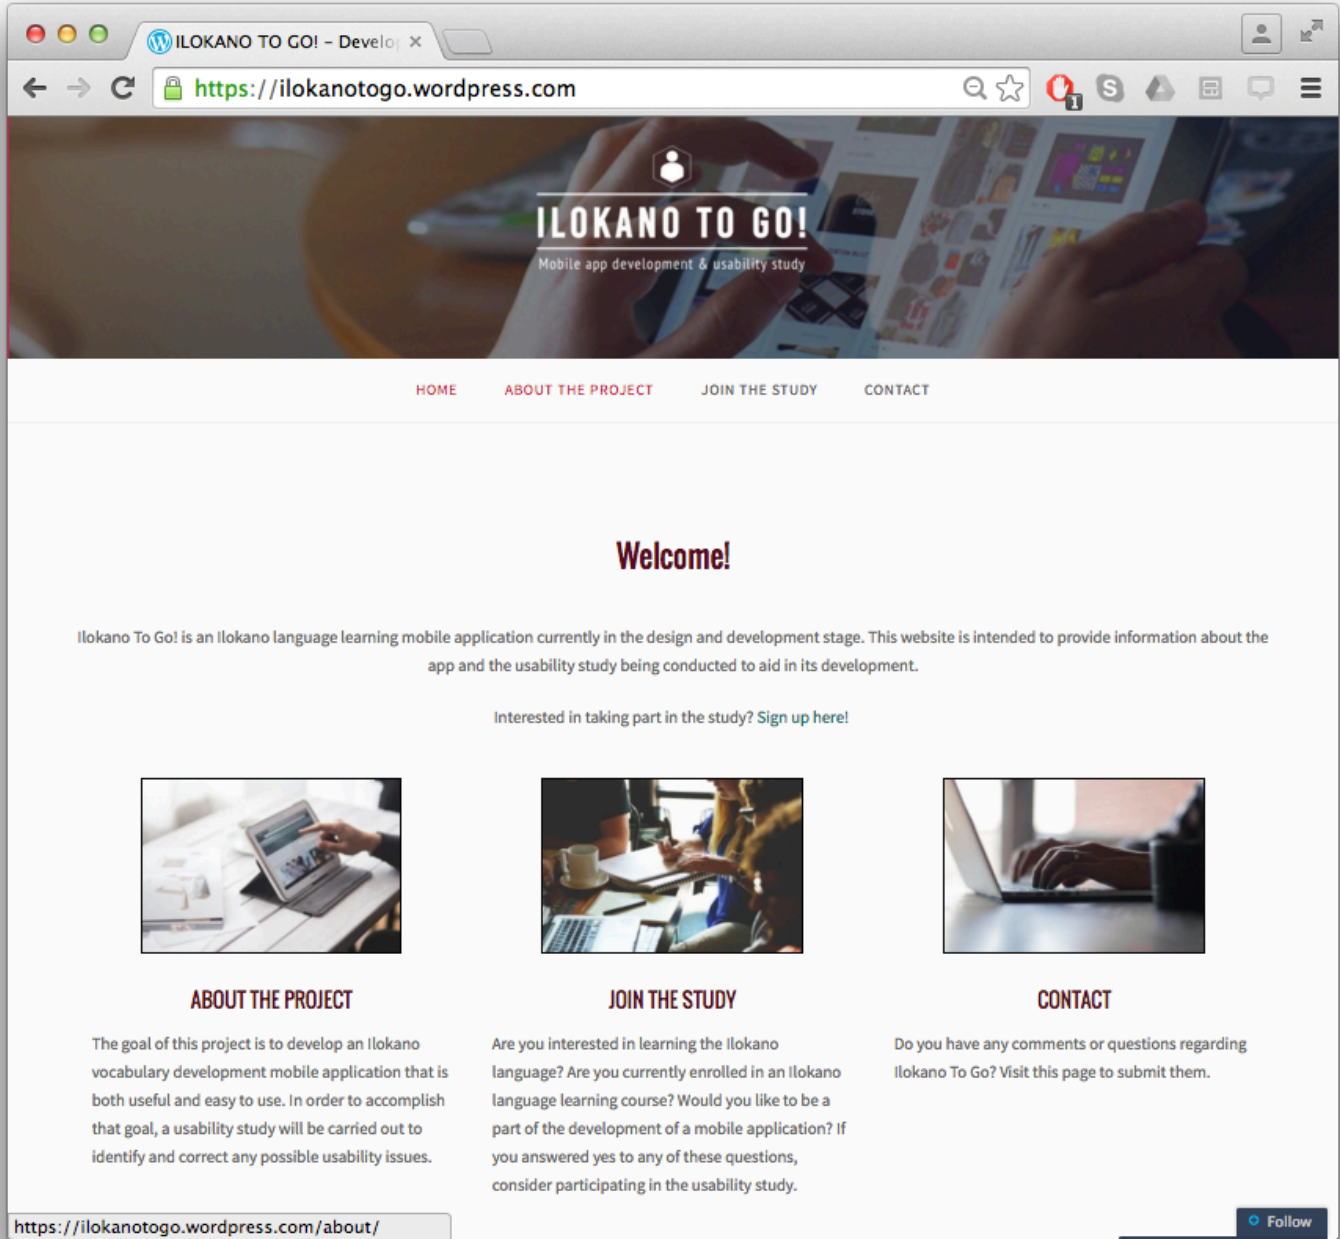 ILOKANO TO GO! – Develo
https://ilokanotogo.wordpress.com
1
ILOKANO TO GO!
Mobile app development & usability study
HOME ABOUT THE PROJECT JOIN THE STUDY CONTACT
Welcome!
Ilokano To Go! is an Ilokano language learning mobile application currently in the design and development stage. This website is intended to provide information about the
app and the usability study being conducted to aid in its development.
Interested in taking part in the study? Sign up here!
ABOUT THE PROJECT
The goal of this project is to develop an Ilokano
vocabulary development mobile application that is
both useful and easy to use. In order to accomplish
that goal, a usability study will be carried out to
identify and correct any possible usability issues.
JOIN THE STUDY
Are you interested in learning the Ilokano
language? Are you currently enrolled in an Ilokano
language learning course? Would you like to be a
part of the development of a mobile application? If
you answered yes to any of these questions,
consider participating in the usability study.
CONTACT
Do you have any comments or questions regarding
Ilokano To Go? Visit this page to submit them.
https://ilokanotogo.wordpress.com/about/
Follow